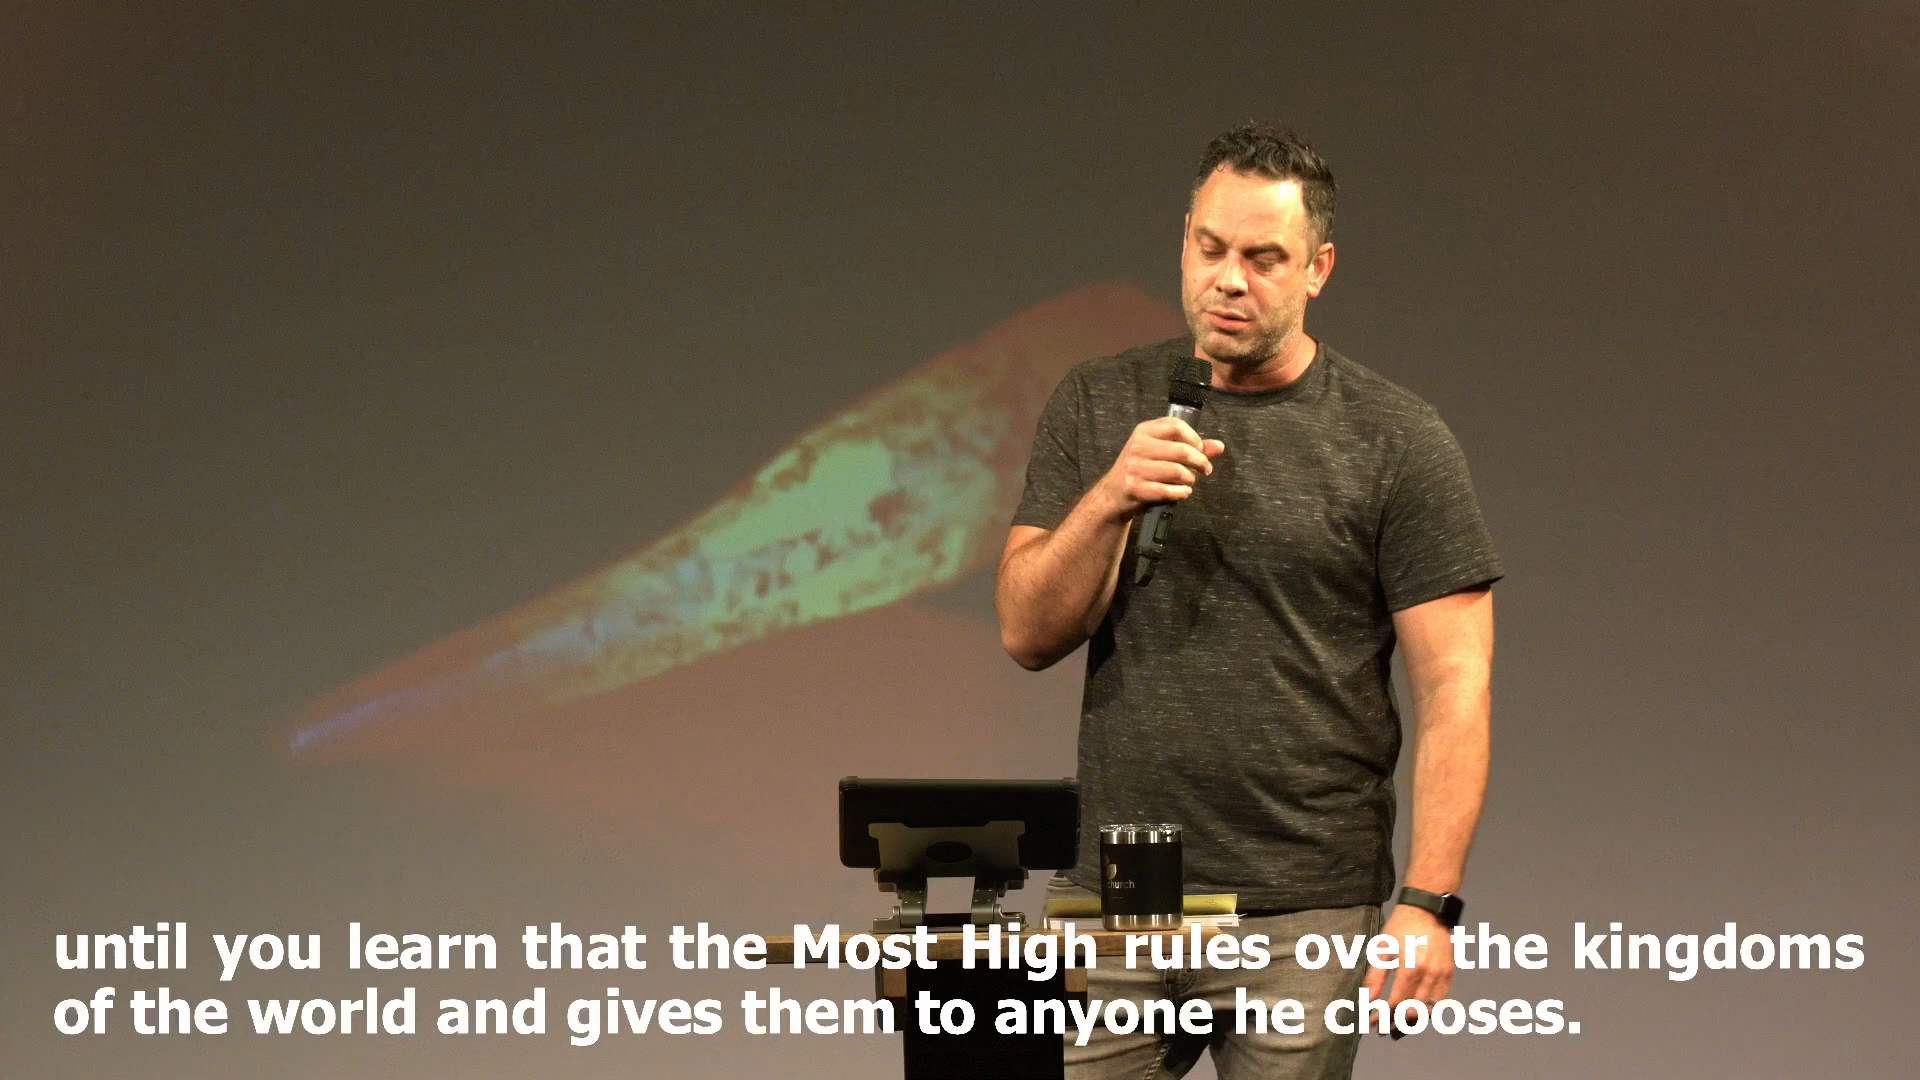 church
until you learn that the Most High rules over the kingdoms
of the world and gives them to anyone he chooses.